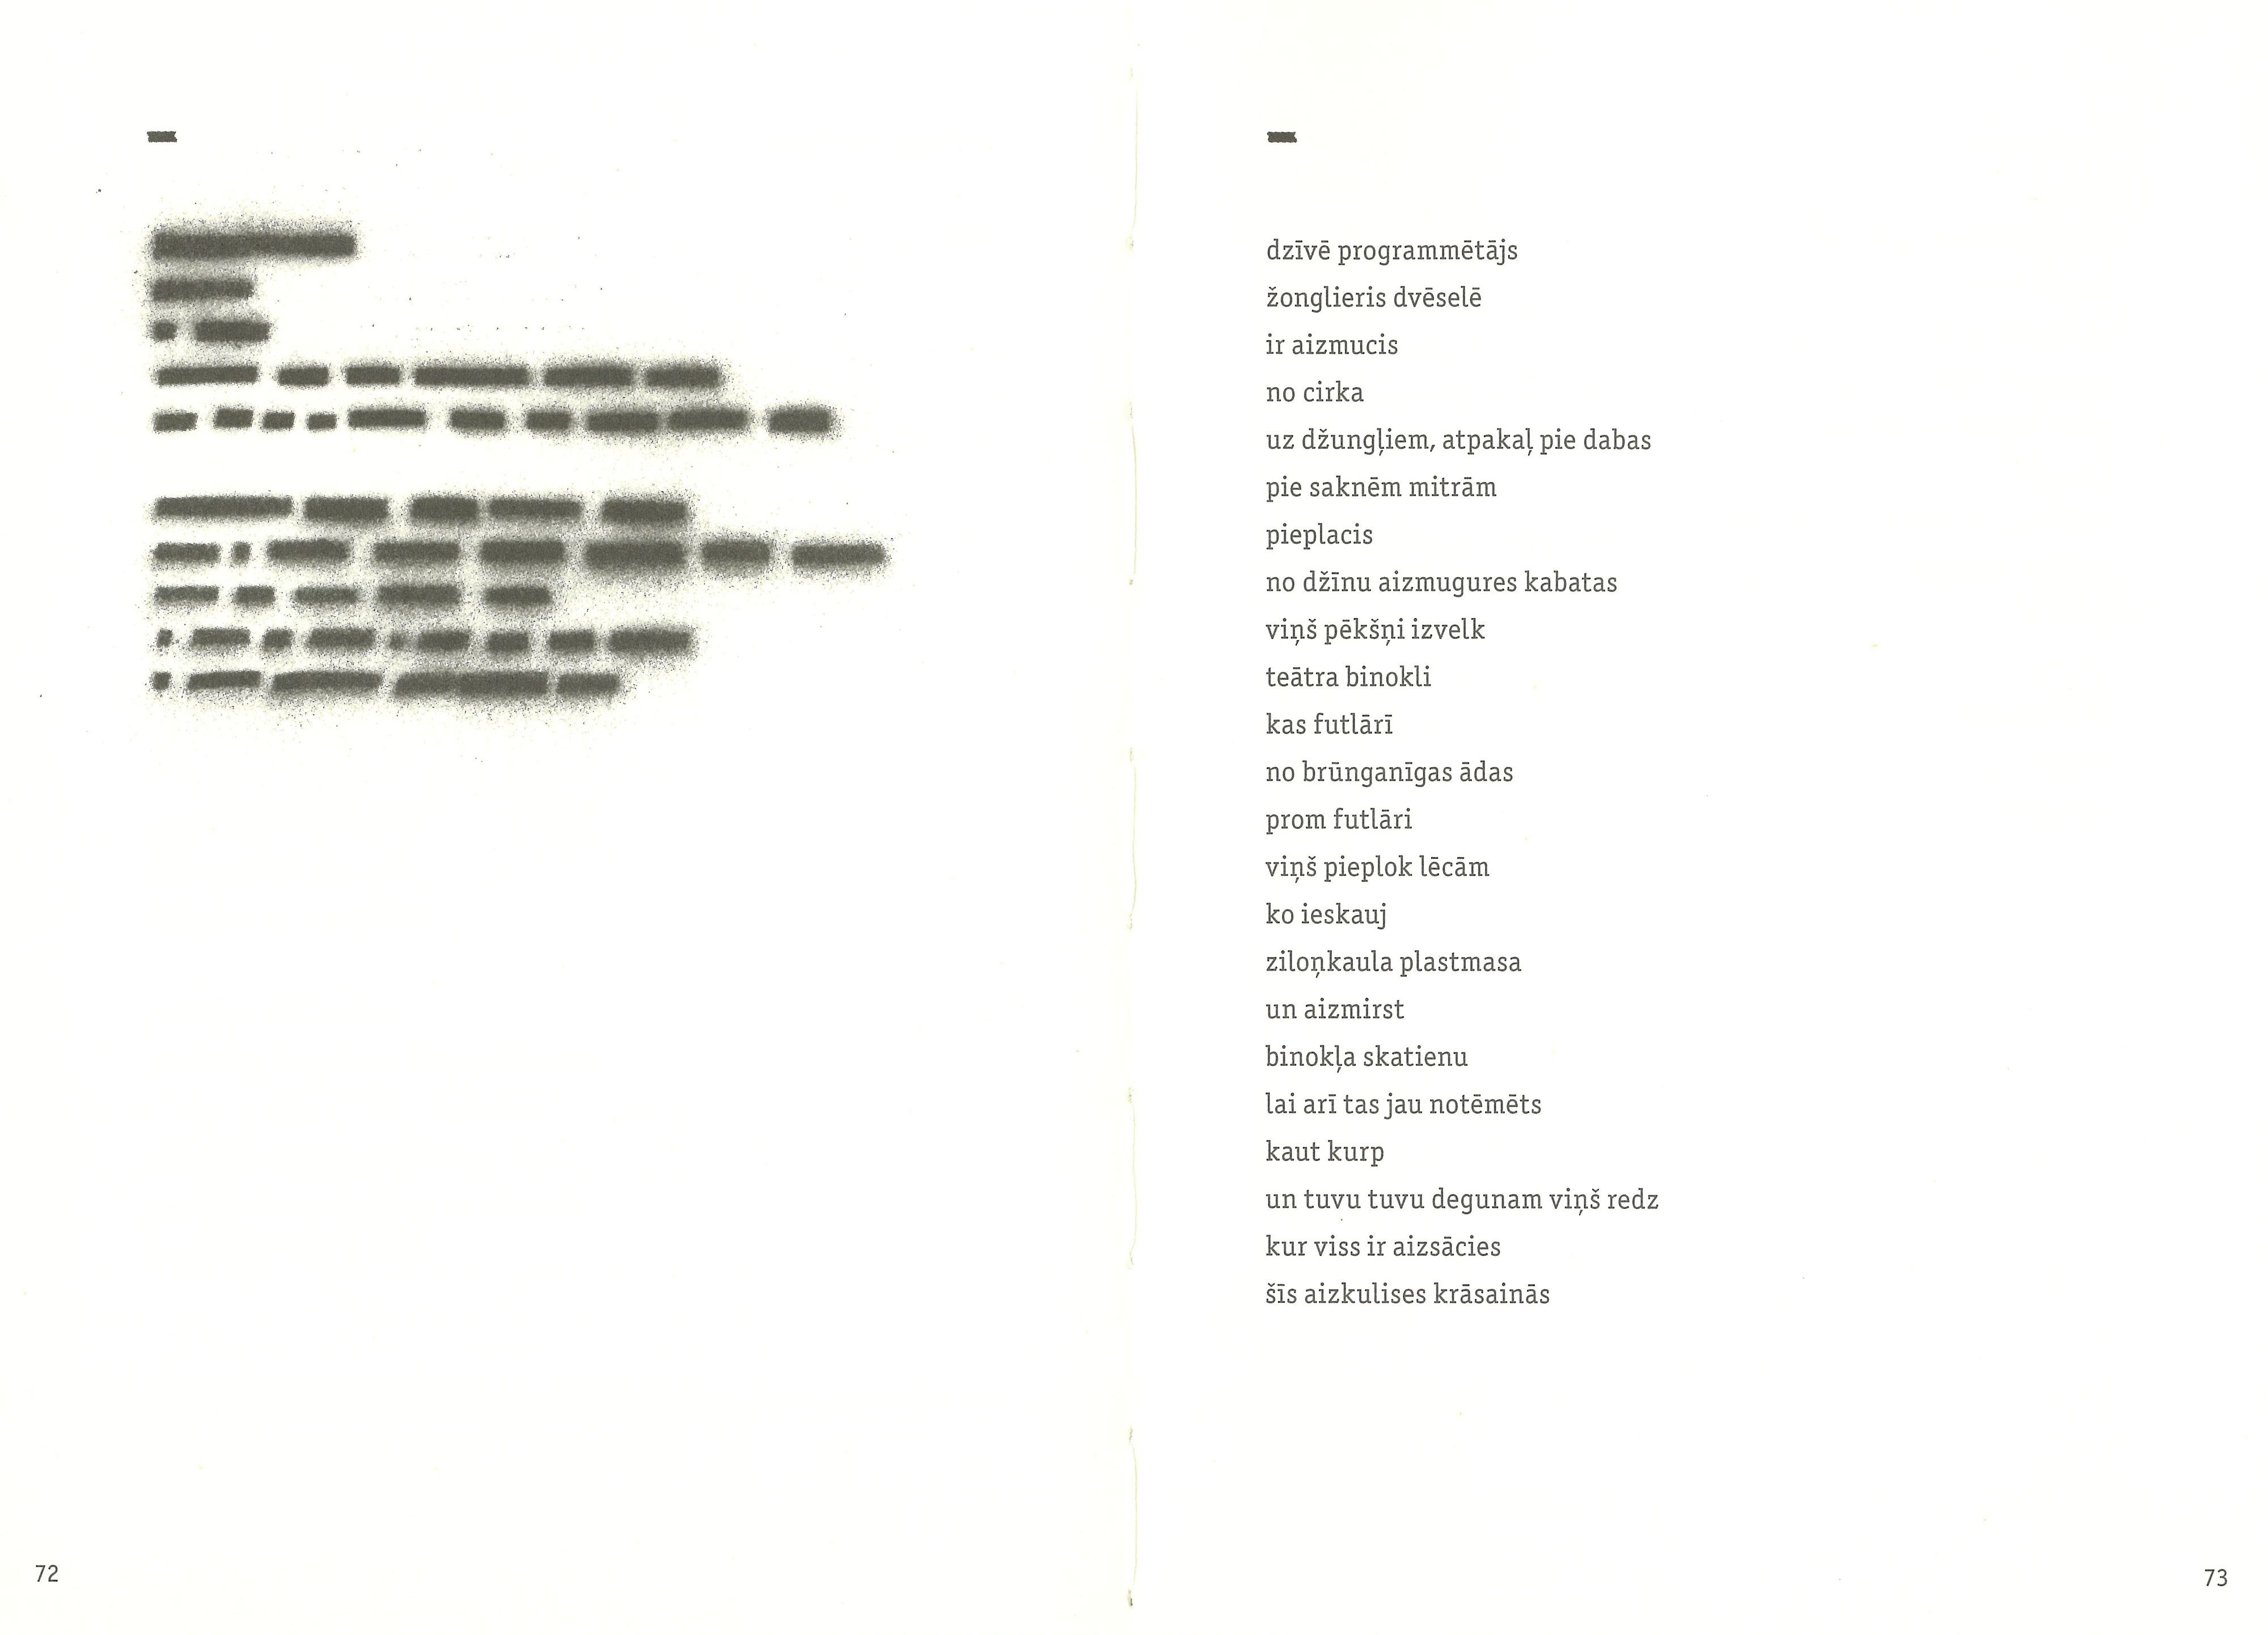 dzīvē programmētājs
žonglieris dvēselē
ir aizmucis
no cirka
uz džungļiem, atpakaļ pie dabas
pie saknēm mitrām
pieplacis
no džīnu aizmugures kabatas
viņš pēkšņi izvelk
teātra binokli
kas futlārī
no brūnganīgas ādas
prom futlāri
viņš pieplok lēcām
ko ieskauj
ziloņkaula plastmasa
un aizmirst
binokļa skatienu
lai arī tas jau notēmēts
kaut kurp
un tuvu tuvu degunam viņš redz
kur viss ir aizsācies
šīs aizkulises krāsainās
72
73